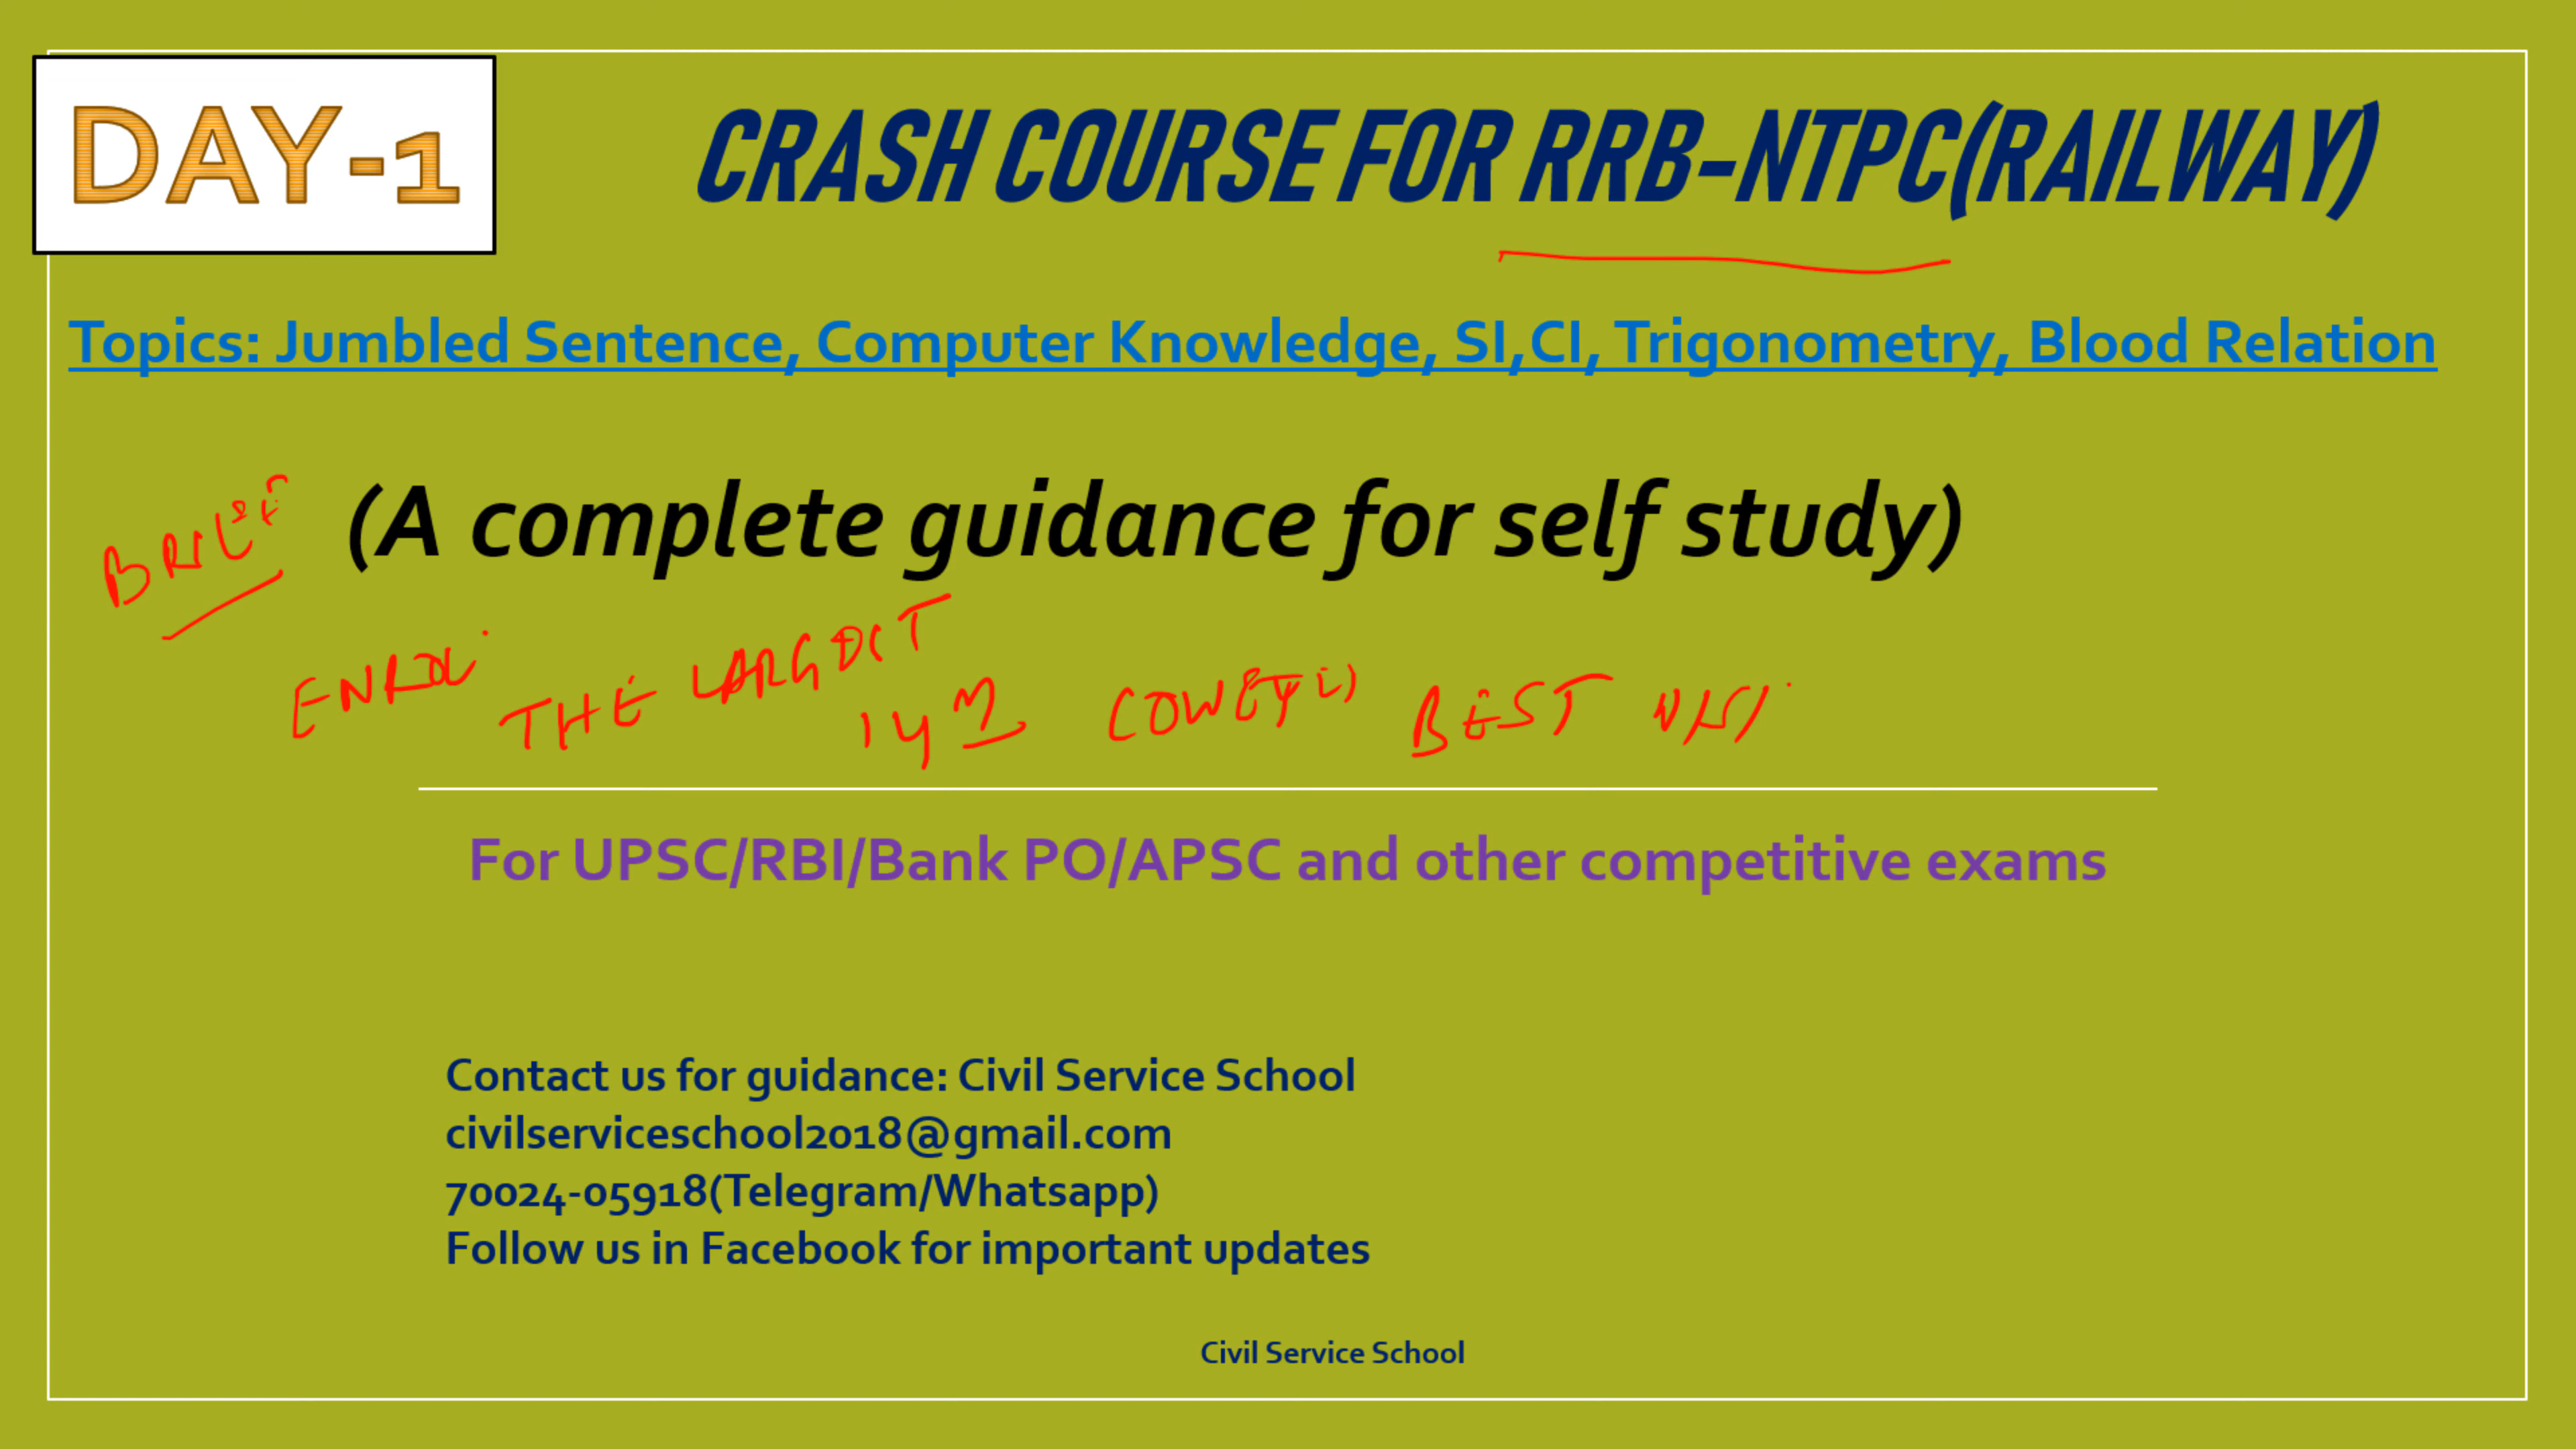 DAY-1
CRASH COURSE FOR RRB-NTPC(RAILWAY)
Topics: Jumbled Sentence, Computer Knowledge, SI,CI, Trigonometry, Blood Relation
(A complete guidance for self study)
THE
BEST
For UPSC/RBI/Bank PO/APSC and other competitive exams
Contact us for guidance: Civil Service School
civilserviceschool2018@gmail.com
70024-05918(Telegram/Whatsapp)
Follow us in Facebook for important updates
Civil Service School